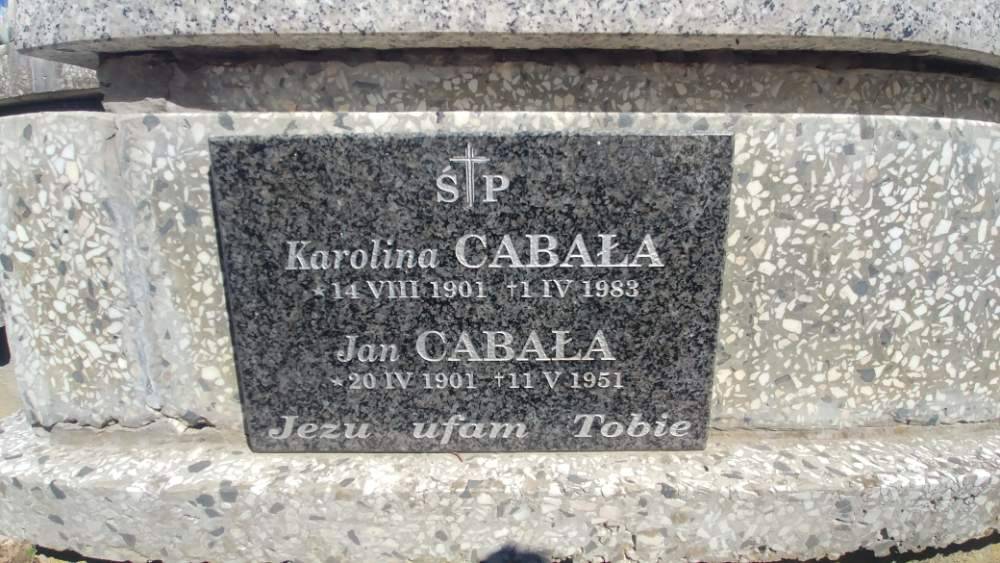 Ś†P
Karolina CABAŁA
*14 VIII 1901 †1 IV 1983
Jan CABAŁA
*20 IV 1901 †11 V 1951
Jezu ufam Tobie